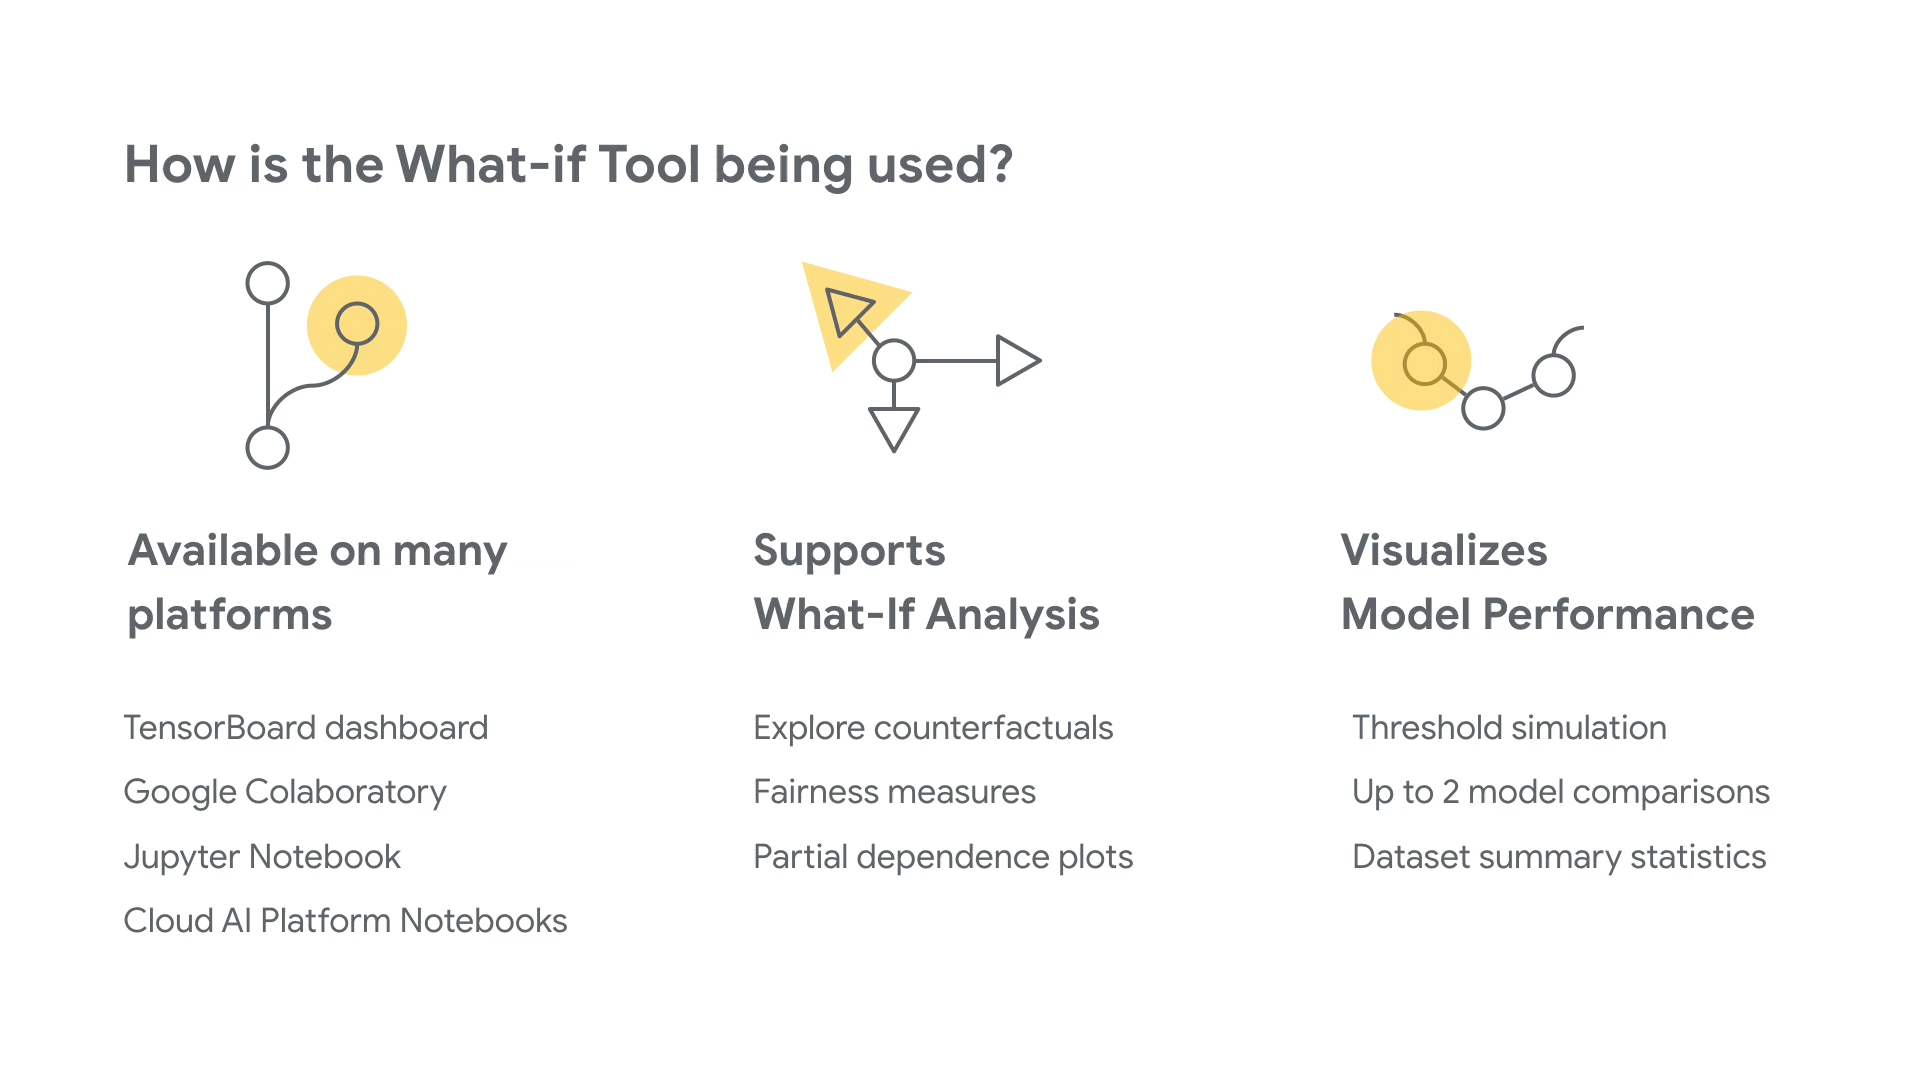 How is the What-if Tool being used?
Available on many
platforms
TensorBoard dashboard
Google Colaboratory
Jupyter Notebook
Cloud AI Platform Notebooks
Supports
What-If Analysis
Explore counterfactuals
Fairness measures
Partial dependence plots
Visualizes
Model Performance
Threshold simulation
Up to 2 model comparisons
Dataset summary statistics